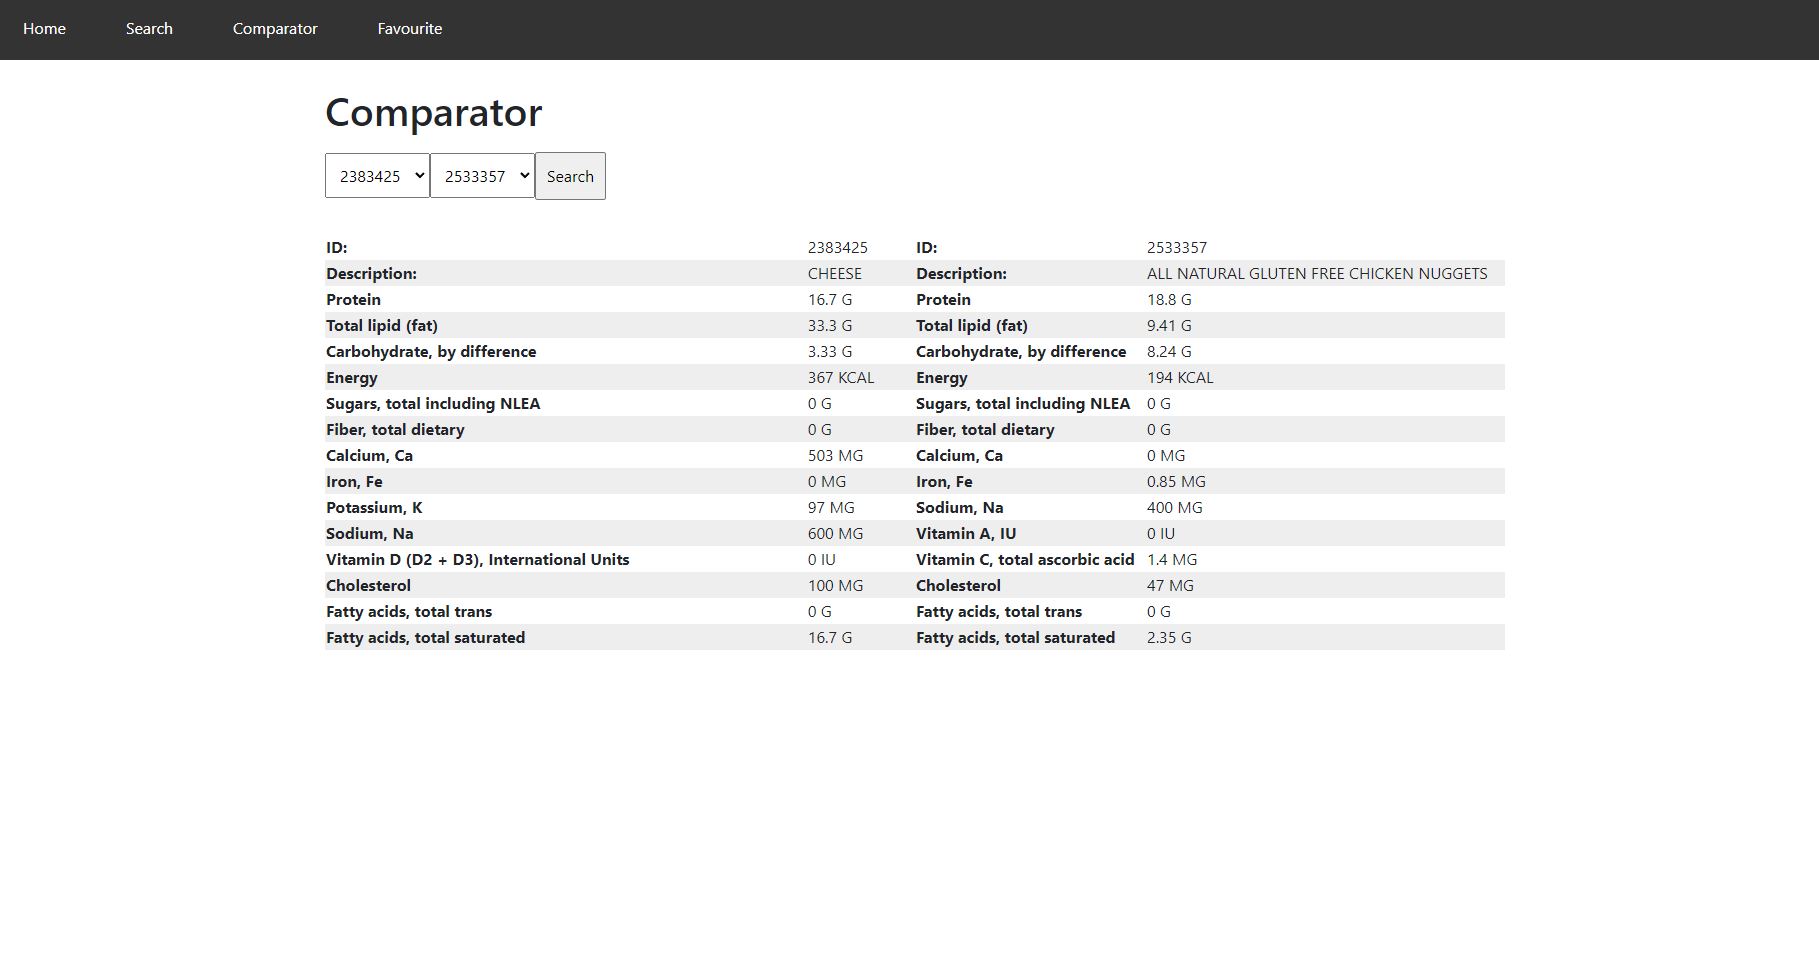 Home Search Comparator Favourite
Comparator
2383425 2533357 Search
ID: 2383425 ID: 2533357
Description: CHEESE Description: ALL NATURAL GLUTEN FREE CHICKEN NUGGETS
Protein 16.7 G Protein 18.8 G
Total lipid (fat) 33.3 G Total lipid (fat) 9.41 G
Carbohydrate, by difference 3.33 G Carbohydrate, by difference 8.24 G
Energy 367 KCAL Energy 194 KCAL
Sugars, total including NLEA 0 G Sugars, total including NLEA 0 G
Fiber, total dietary 0 G Fiber, total dietary 0 G
Calcium, Ca 503 MG Calcium, Ca 0 MG
Iron, Fe 0 MG Iron, Fe 0.85 MG
Potassium, K 97 MG Sodium, Na 400 MG
Sodium, Na 600 MG Vitamin A, IU 0 IU
Vitamin D (D2 + D3), International Units 0 IU Vitamin C, total ascorbic acid 1.4 MG
Cholesterol 100 MG Cholesterol 47 MG
Fatty acids, total trans 0 G Fatty acids, total trans 0 G
Fatty acids, total saturated 16.7 G Fatty acids, total saturated 2.35 G